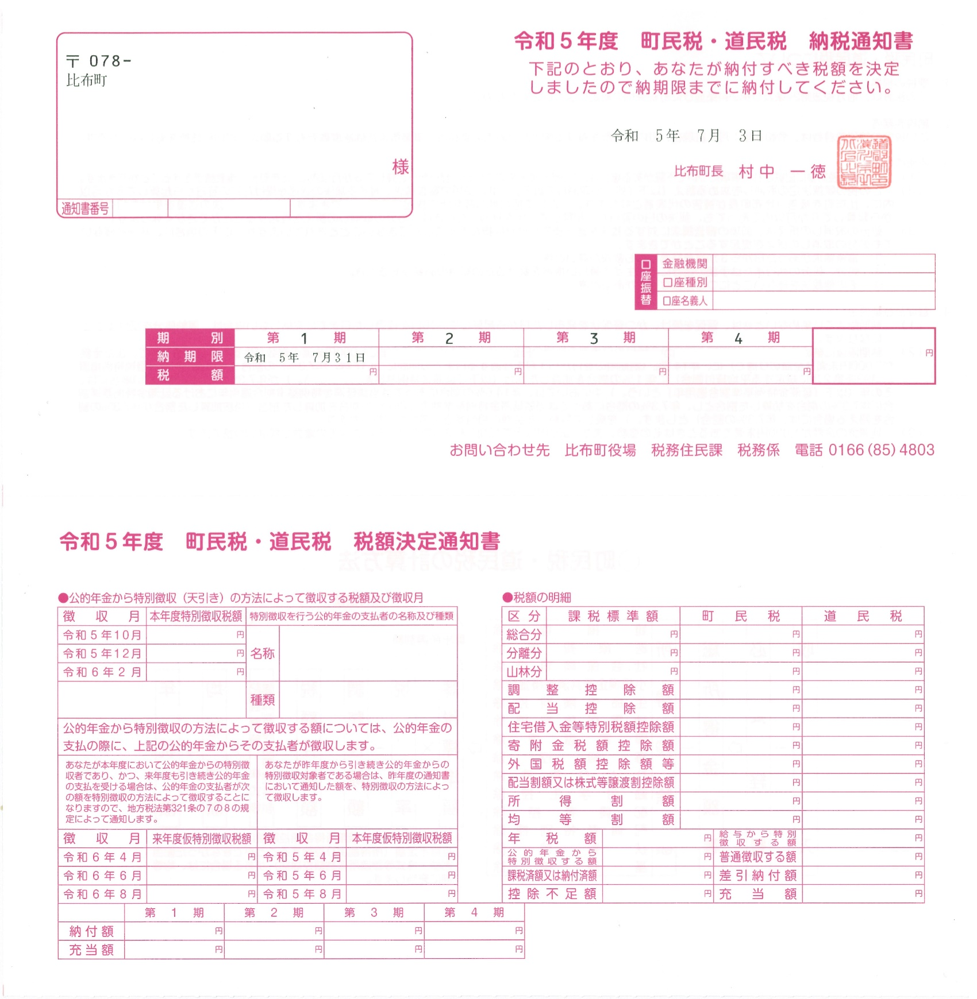 〒 078-
比布町
様
通知書番号
令和5年度　町民税・道民税　納税通知書
下記のとおり、あなたが納付すべき税額を決定
しましたので納期限までに納付してください。
令和　5年　7月　3日
比布町長　村中　一徳
口座振替
金融機関
口座種別
口座名義人
期別　第 1 期　第 2 期　第 3 期　第 4 期
納期限　令和　5年　7月31日　円
税額　円　円　円　円
お問い合わせ先　比布町役場　税務住民課　税務係　電話 0166(85)4803
令和5年度　町民税・道民税　税額決定通知書
●公的年金から特別徴収（天引き）の方法によって徴収する税額及び徴収月
徴収月　本年度特別徴収税額　特別徴収を行う公的年金の支払者の名称及び種類
令和5年10月　円
令和5年12月　円　名称
令和6年2月　円
種類
公的年金から特別徴収の方法によって徴収する額については、公的年金の
支払の際に、上記の公的年金からその支払者が徴収します。
あなたが本年度において公的年金からの特別徴
収者であり、かつ、来年度も引き続き公的年金
の支払を受ける場合は、公的年金の支払者が次
の額を特別徴収の方法によって徴収することに
なりますので、地方税法第321条の7の8の規
定によって通知します。
あなたが昨年度から引き続き公的年金からの
特別徴収対象者である場合は、昨年度の通知書
において通知した額を、特別徴収の方法によっ
て徴収します。
徴収月　来年度仮特別徴収税額　徴収月　本年度仮特別徴収税額
令和6年4月　円　令和5年4月　円
令和6年6月　円　令和5年6月　円
令和6年8月　円　令和5年8月　円
第 1 期　第 2 期　第 3 期　第 4 期
納付額　円　円　円　円
充当額　円　円　円　円
●税額の明細
区分　課税標準額　町民税　道民税
総合分　円　円　円
分離分　円　円　円
山林分　円　円　円
調整控除額　円　円
配当控除額　円　円
住宅借入金等特別税額控除額　円　円
寄附金税額控除額　円　円
外国税額控除額等　円　円
配当割額又は株式等譲渡割控除額　円　円
所得割額　円　円
均等割額　円　円
年税額　円　給与から特別徴収する額　円
公的年金から特別徴収する額　円　普通徴収する額　円
課税済額又は納付済額　円　差引納付額　円
控除不足額　円　充当額　円